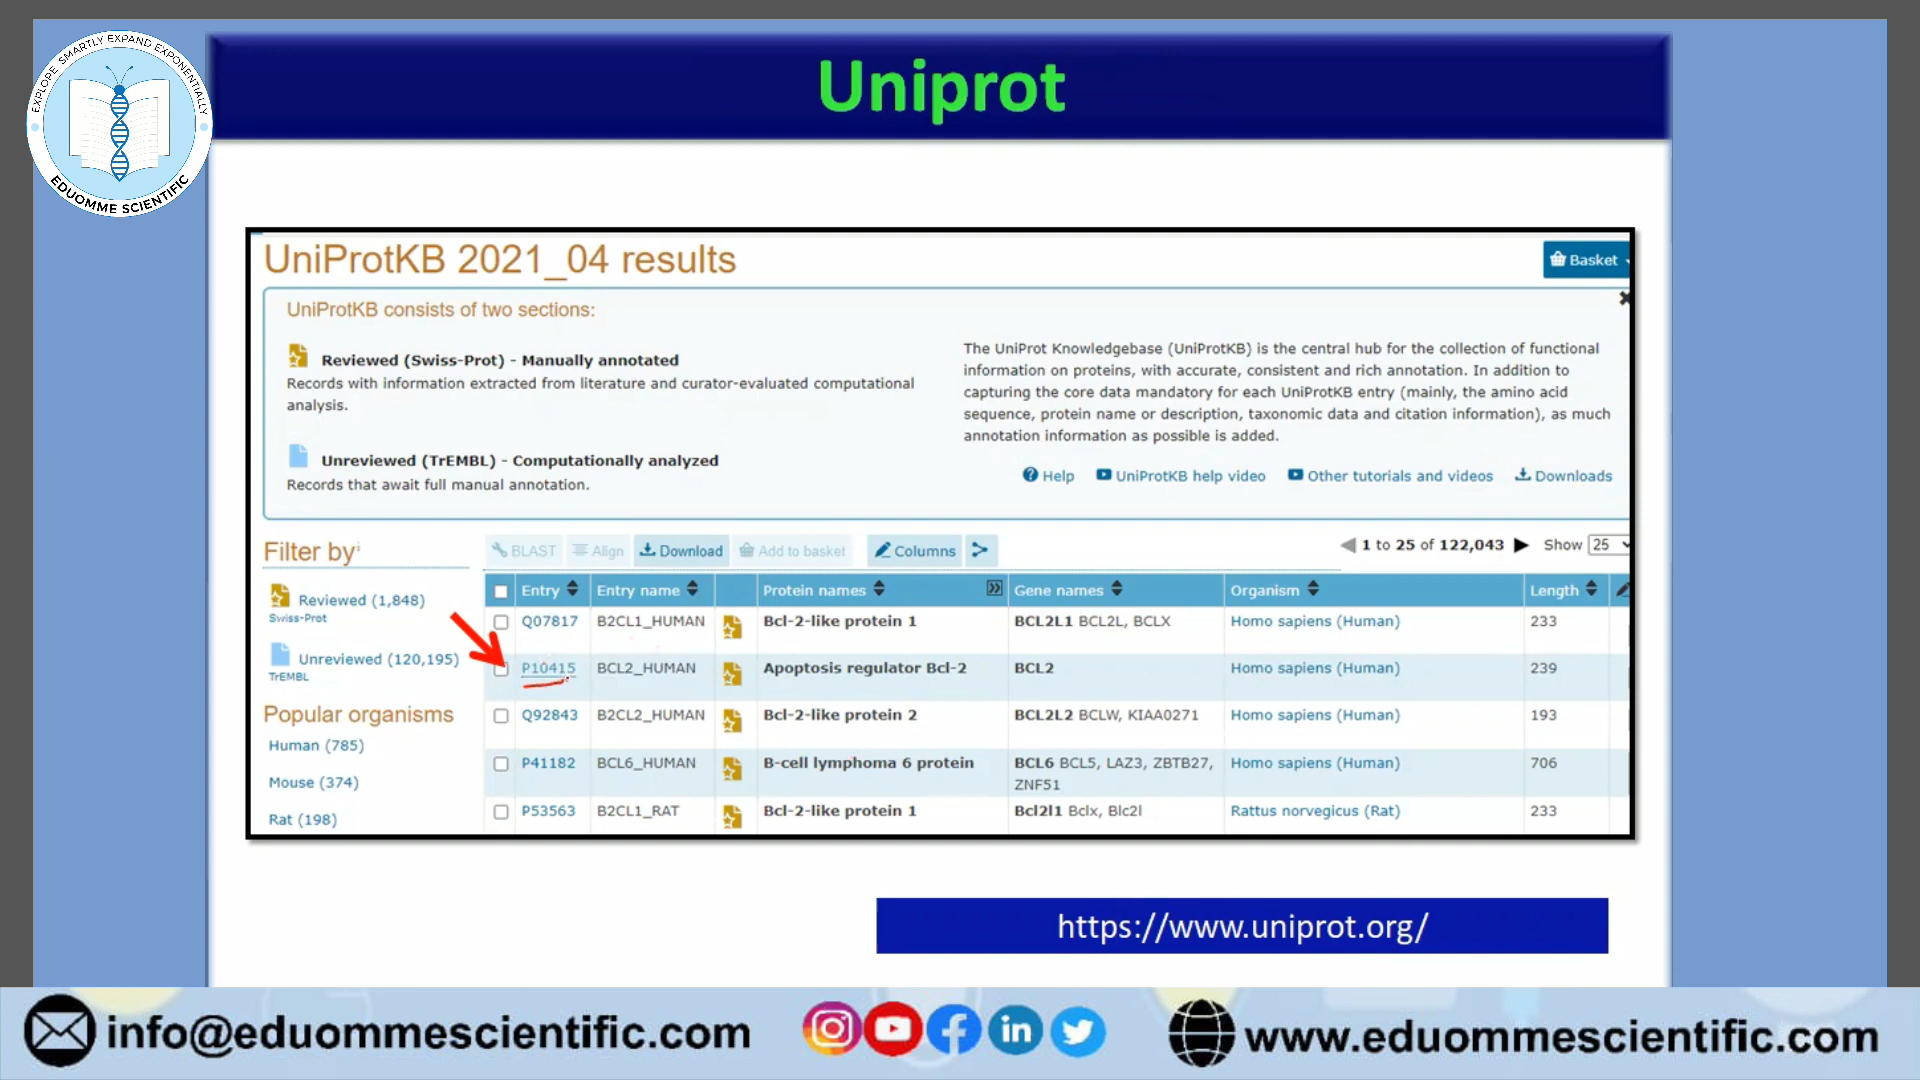 EXPLOPE, SMARTLY EXPAND EXPONENTIALLY
EDUOMME SCIENTIFIC
Uniprot
UniProtKB 2021_04 results
Basket
UniProtKB consists of two sections:
Reviewed (Swiss-Prot) - Manually annotated
Records with information extracted from literature and curator-evaluated computational
analysis.
Unreviewed (TrEMBL) - Computationally analyzed
Records that await full manual annotation.
The UniProt Knowledgebase (UniProtKB) is the central hub for the collection of functional
information on proteins, with accurate, consistent and rich annotation. In addition to
capturing the core data mandatory for each UniProtKB entry (mainly, the amino acid
sequence, protein name or description, taxonomic data and citation information), as much
annotation information as possible is added.
Help UniProtKB help video Other tutorials and videos Downloads
Filter by i
BLAST Align Download Add to basket Columns
1 to 25 of 122,043 Show 25
Reviewed (1,848)
Swiss-Prot
Unreviewed (120,195)
TrEMBL
Popular organisms
Human (785)
Mouse (374)
Rat (198)
Entry Entry name Protein names Gene names Organism Length
Q07817 B2CL1_HUMAN Bcl-2-like protein 1 BCL2L1 BCL2L, BCLX Homo sapiens (Human) 233
P10415 BCL2_HUMAN Apoptosis regulator Bcl-2 BCL2 Homo sapiens (Human) 239
Q92843 B2CL2_HUMAN Bcl-2-like protein 2 BCL2L2 BCLW, KIAA0271 Homo sapiens (Human) 193
P41182 BCL6_HUMAN B-cell lymphoma 6 protein BCL6 BCL5, LAZ3, ZBTB27, Homo sapiens (Human) 706
ZNF51
P53563 B2CL1_RAT Bcl-2-like protein 1 Bcl2l1 Bclx, Blc2l Rattus norvegicus (Rat) 233
https://www.uniprot.org/
info@eduommescientific.com
www.eduommescientific.com